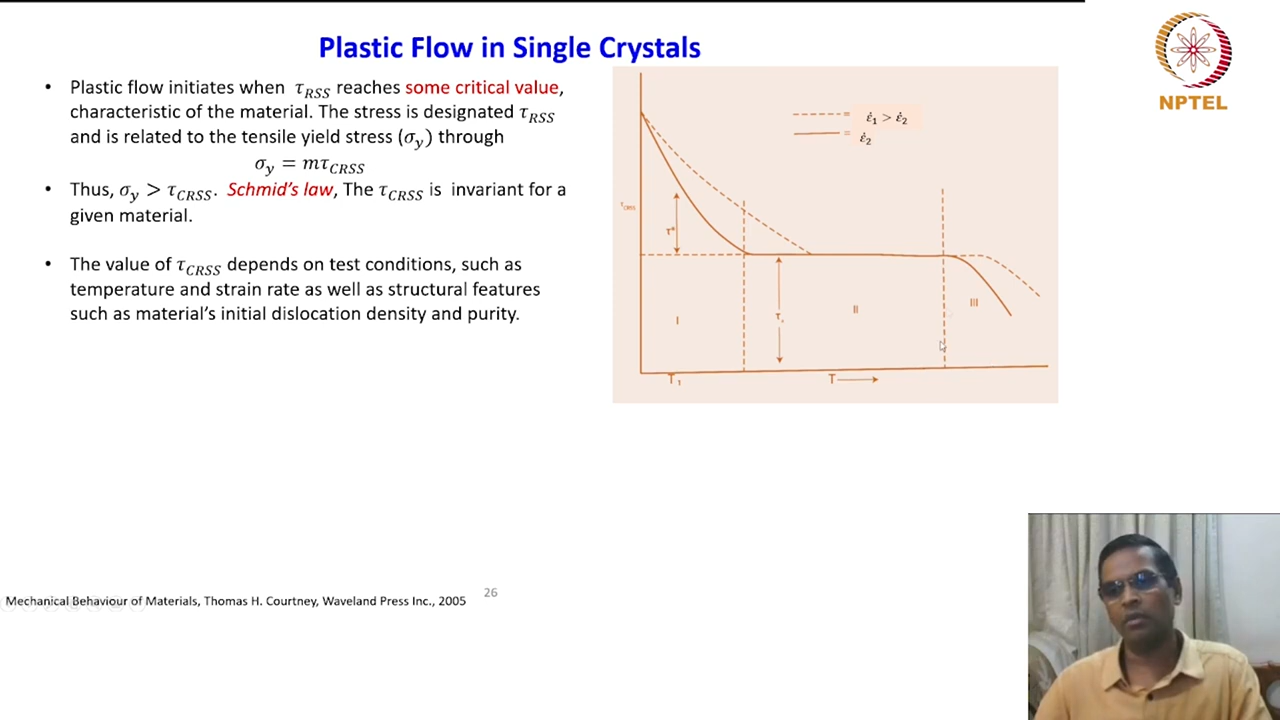 Plastic Flow in Single Crystals
NPTEL
• Plastic flow initiates when τ_RSS reaches some critical value,
characteristic of the material. The stress is designated τ_RSS
and is related to the tensile yield stress (σ_y) through
σ_y = mτ_CRSS
• Thus, σ_y > τ_CRSS. Schmid's law, The τ_CRSS is invariant for a
given material.
• The value of τ_CRSS depends on test conditions, such as
temperature and strain rate as well as structural features
such as material's initial dislocation density and purity.
= ε̇₁ > ε̇₂
= ε̇₂
τ_CRSS
τ*
I
II
III
T₁
T
26
Mechanical Behaviour of Materials, Thomas H. Courtney, Waveland Press Inc., 2005